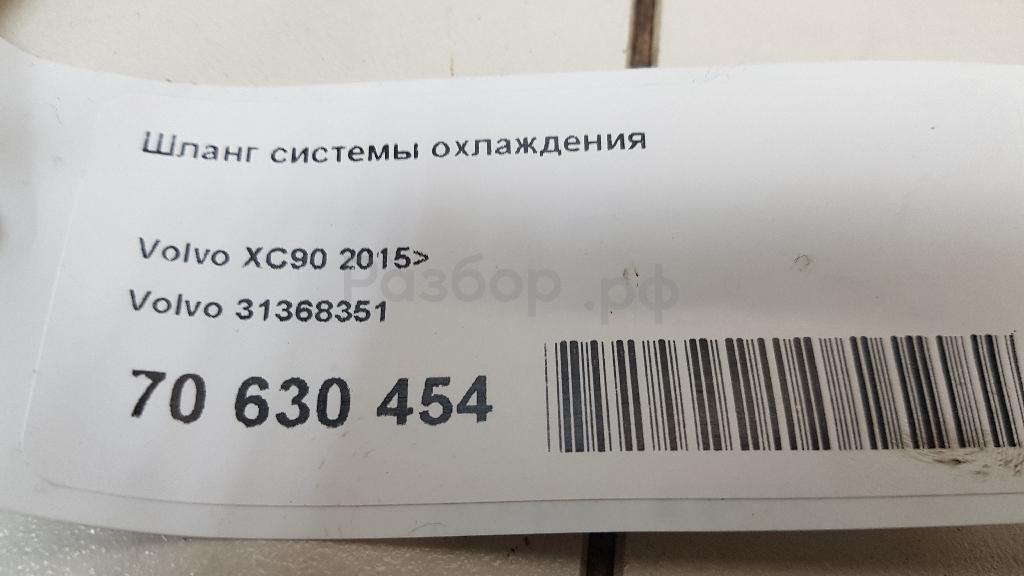 Шланг системы охлаждения
Volvo XC90 2015>
Разбор.рф
Volvo 31368351
70 630 454